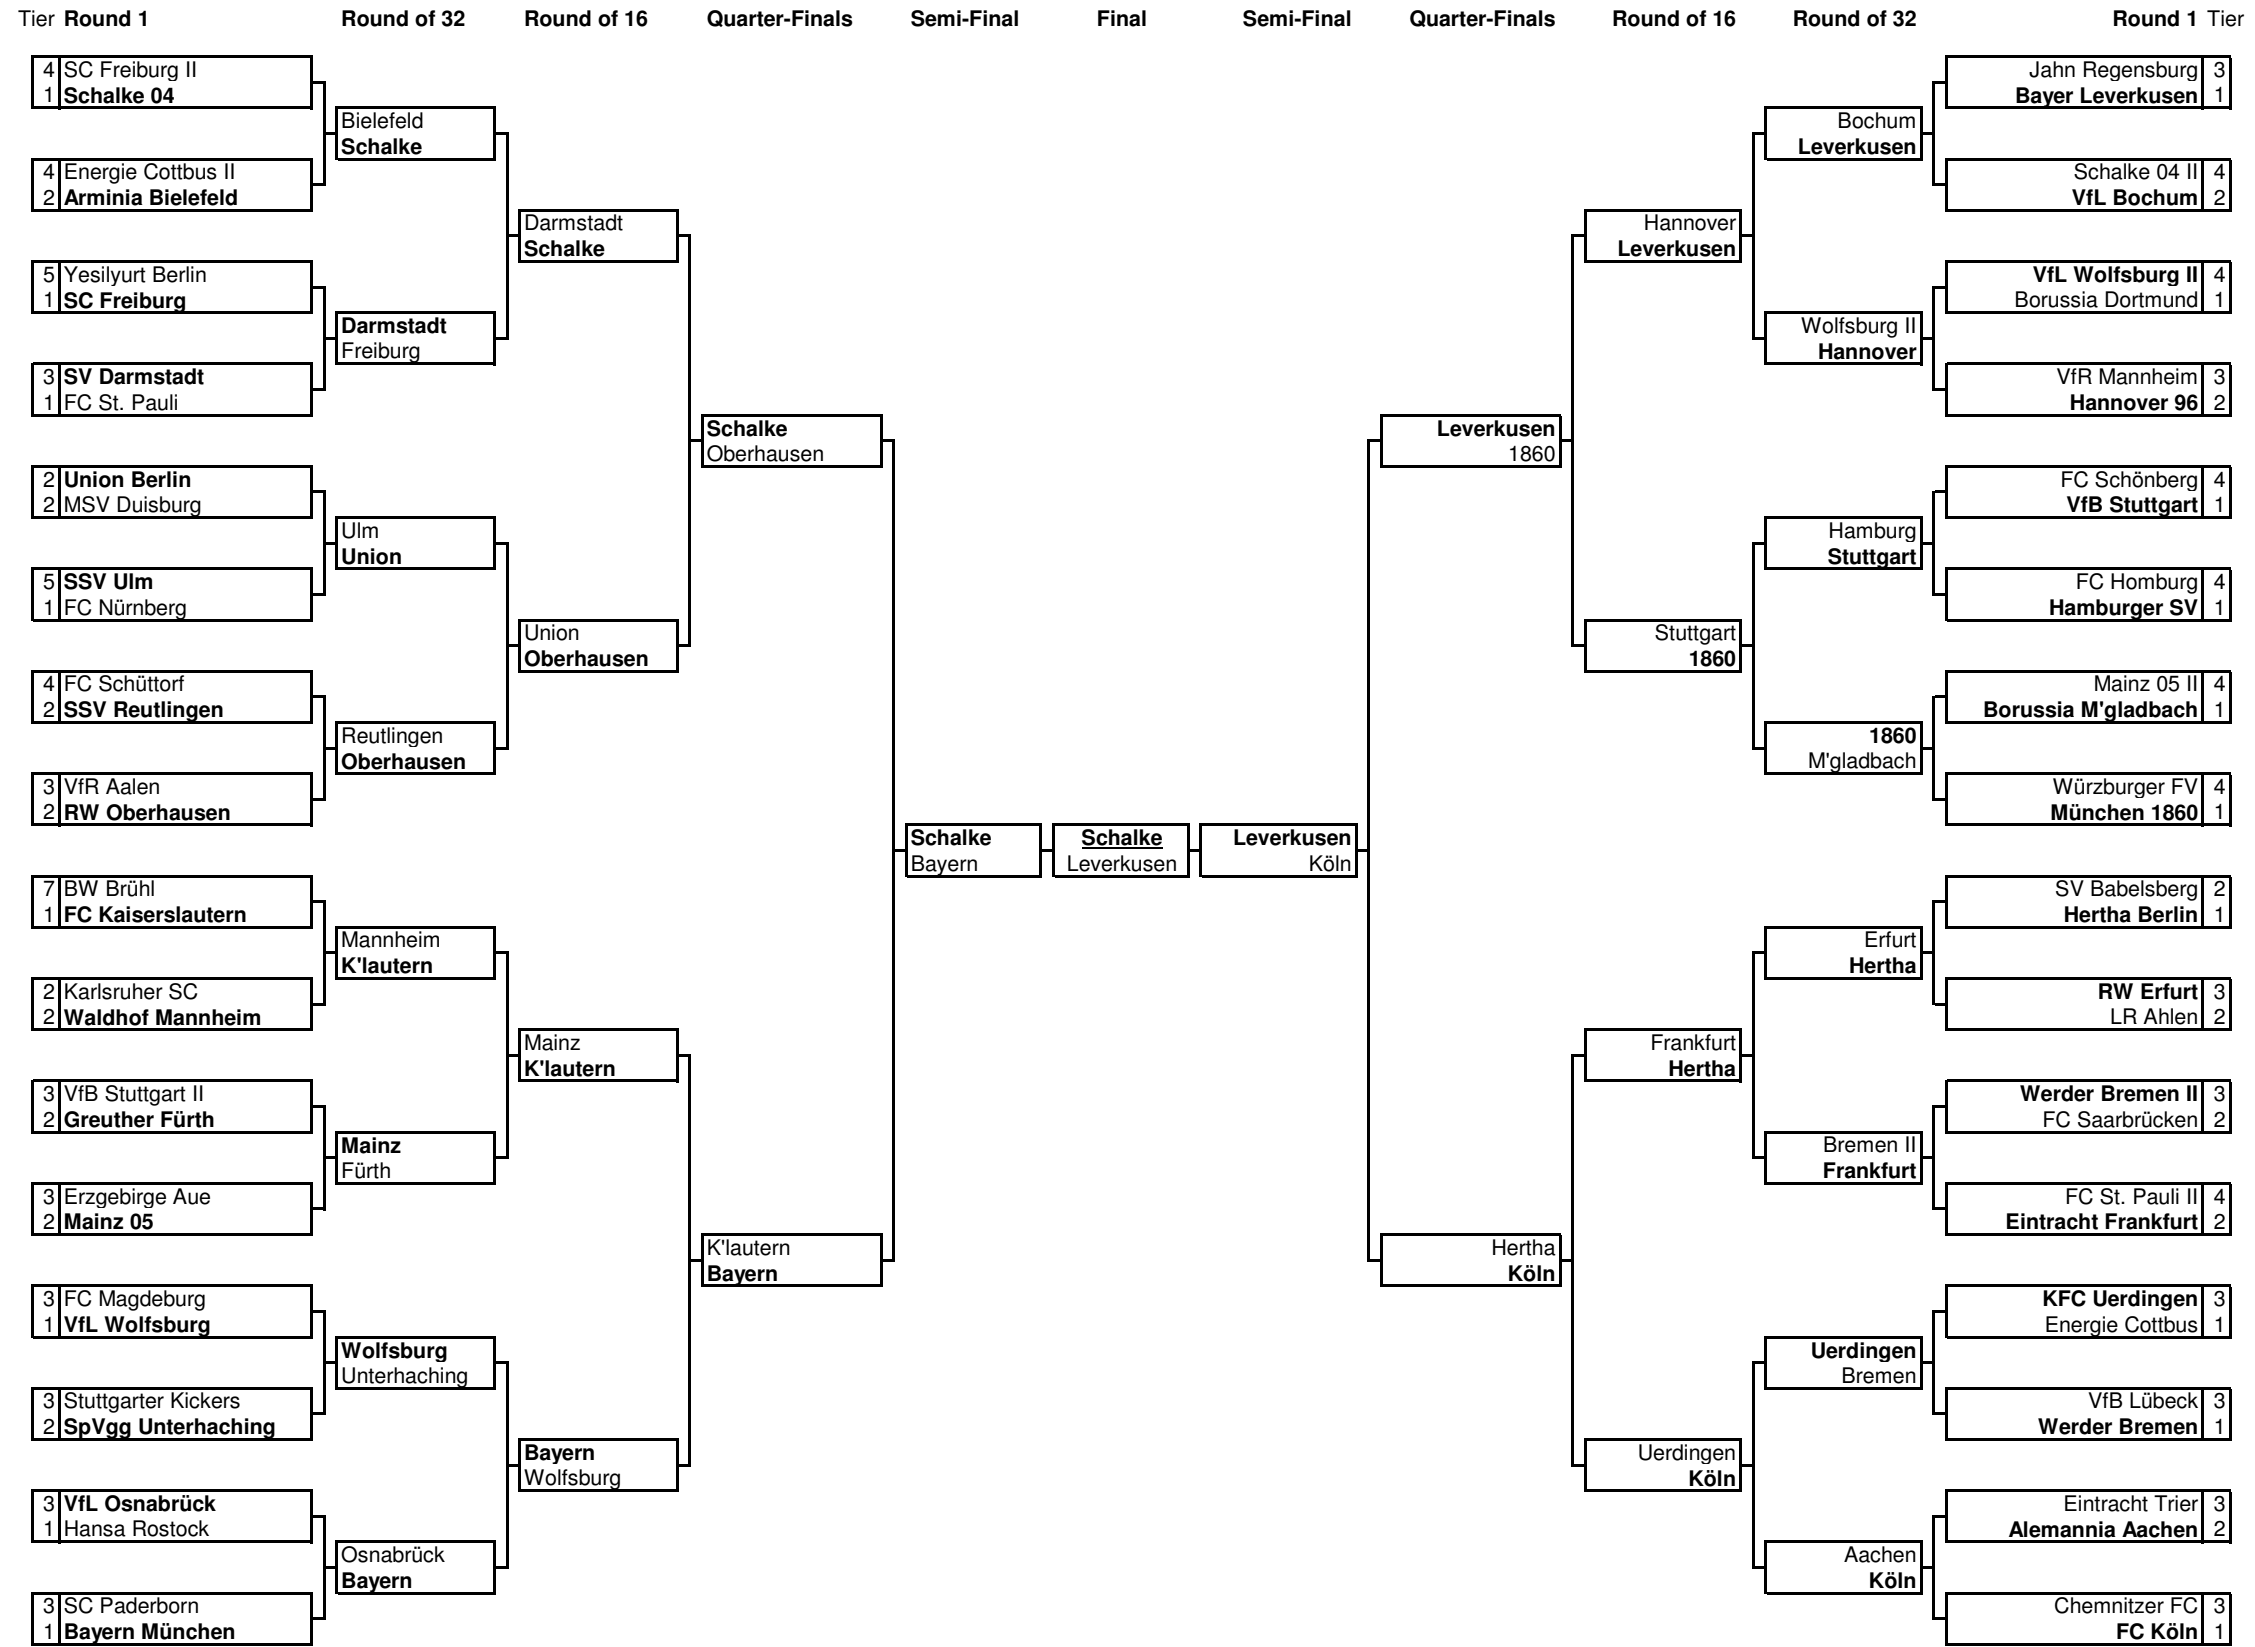 Tier Round 1 Round of 32 Round of 16 Quarter-Finals Semi-Final Final Semi-Final Quarter-Finals Round of 16 Round of 32 Round 1 Tier
4 SC Freiburg II
1 Schalke 04
4 Energie Cottbus II
2 Arminia Bielefeld
5 Yesilyurt Berlin
1 SC Freiburg
3 SV Darmstadt
1 FC St. Pauli
2 Union Berlin
2 MSV Duisburg
5 SSV Ulm
1 FC Nürnberg
4 FC Schüttorf
2 SSV Reutlingen
3 VfR Aalen
2 RW Oberhausen
7 BW Brühl
1 FC Kaiserslautern
2 Karlsruher SC
2 Waldhof Mannheim
3 VfB Stuttgart II
2 Greuther Fürth
3 Erzgebirge Aue
2 Mainz 05
3 FC Magdeburg
1 VfL Wolfsburg
3 Stuttgarter Kickers
2 SpVgg Unterhaching
3 VfL Osnabrück
1 Hansa Rostock
3 SC Paderborn
1 Bayern München
Bielefeld
Schalke
Darmstadt
Freiburg
Ulm
Union
Reutlingen
Oberhausen
Mannheim
K'lautern
Mainz
Fürth
Wolfsburg
Unterhaching
Osnabrück
Bayern
Darmstadt
Schalke
Union
Oberhausen
Mainz
K'lautern
Bayern
Wolfsburg
Schalke
Oberhausen
K'lautern
Bayern
Schalke
Bayern
Schalke
Leverkusen
Leverkusen
Köln
Leverkusen
1860
Hertha
Köln
Hannover
Leverkusen
Stuttgart
1860
Frankfurt
Hertha
Uerdingen
Köln
Bochum
Leverkusen
Wolfsburg II
Hannover
Hamburg
Stuttgart
1860
M'gladbach
Erfurt
Hertha
Bremen II
Frankfurt
Uerdingen
Bremen
Aachen
Köln
Jahn Regensburg 3
Bayer Leverkusen 1
Schalke 04 II 4
VfL Bochum 2
VfL Wolfsburg II 4
Borussia Dortmund 1
VfR Mannheim 3
Hannover 96 2
FC Schönberg 4
VfB Stuttgart 1
FC Homburg 4
Hamburger SV 1
Mainz 05 II 4
Borussia M'gladbach 1
Würzburger FV 4
München 1860 1
SV Babelsberg 2
Hertha Berlin 1
RW Erfurt 3
LR Ahlen 2
Werder Bremen II 3
FC Saarbrücken 2
FC St. Pauli II 4
Eintracht Frankfurt 2
KFC Uerdingen 3
Energie Cottbus 1
VfB Lübeck 3
Werder Bremen 1
Eintracht Trier 3
Alemannia Aachen 2
Chemnitzer FC 3
FC Köln 1